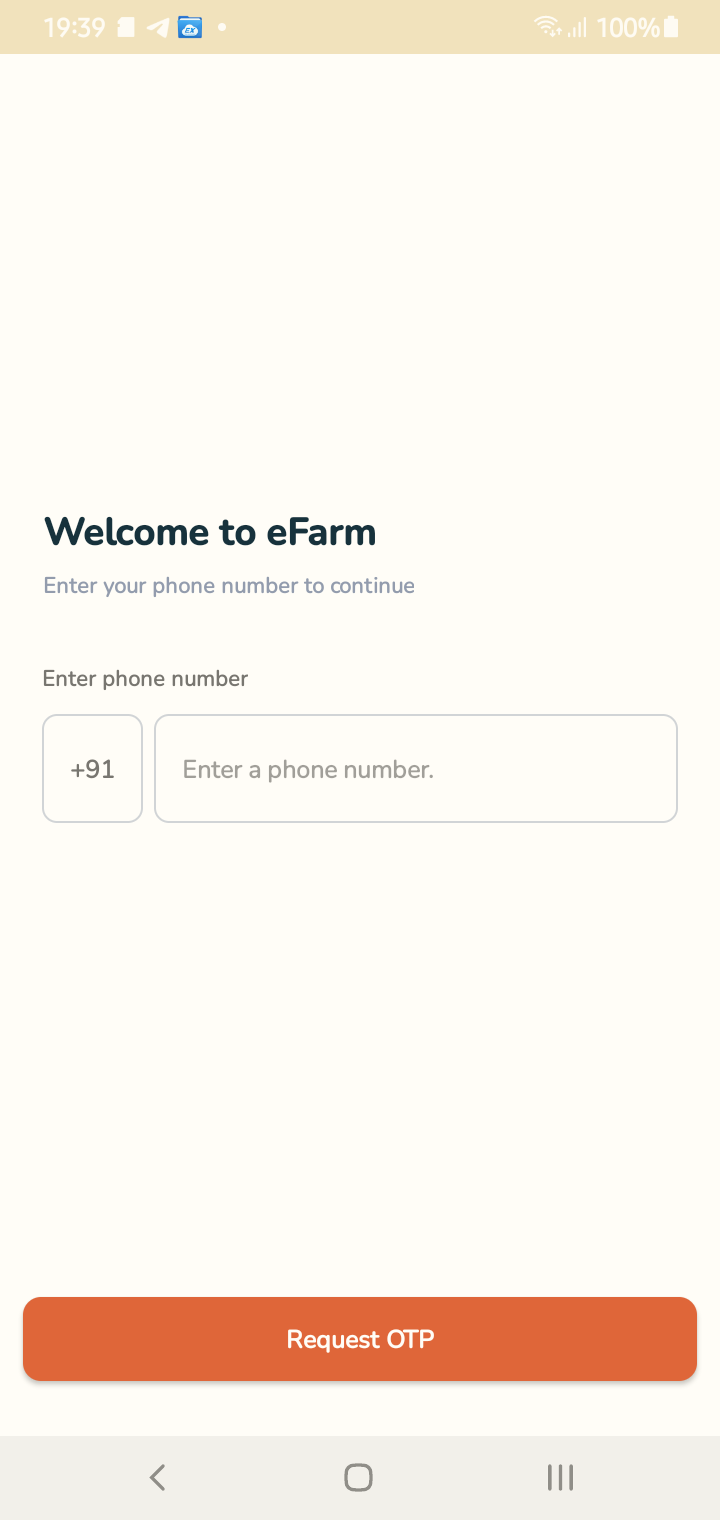 19:39
100%
Welcome to eFarm
Enter your phone number to continue
Enter phone number
+91
Enter a phone number.
Request OTP